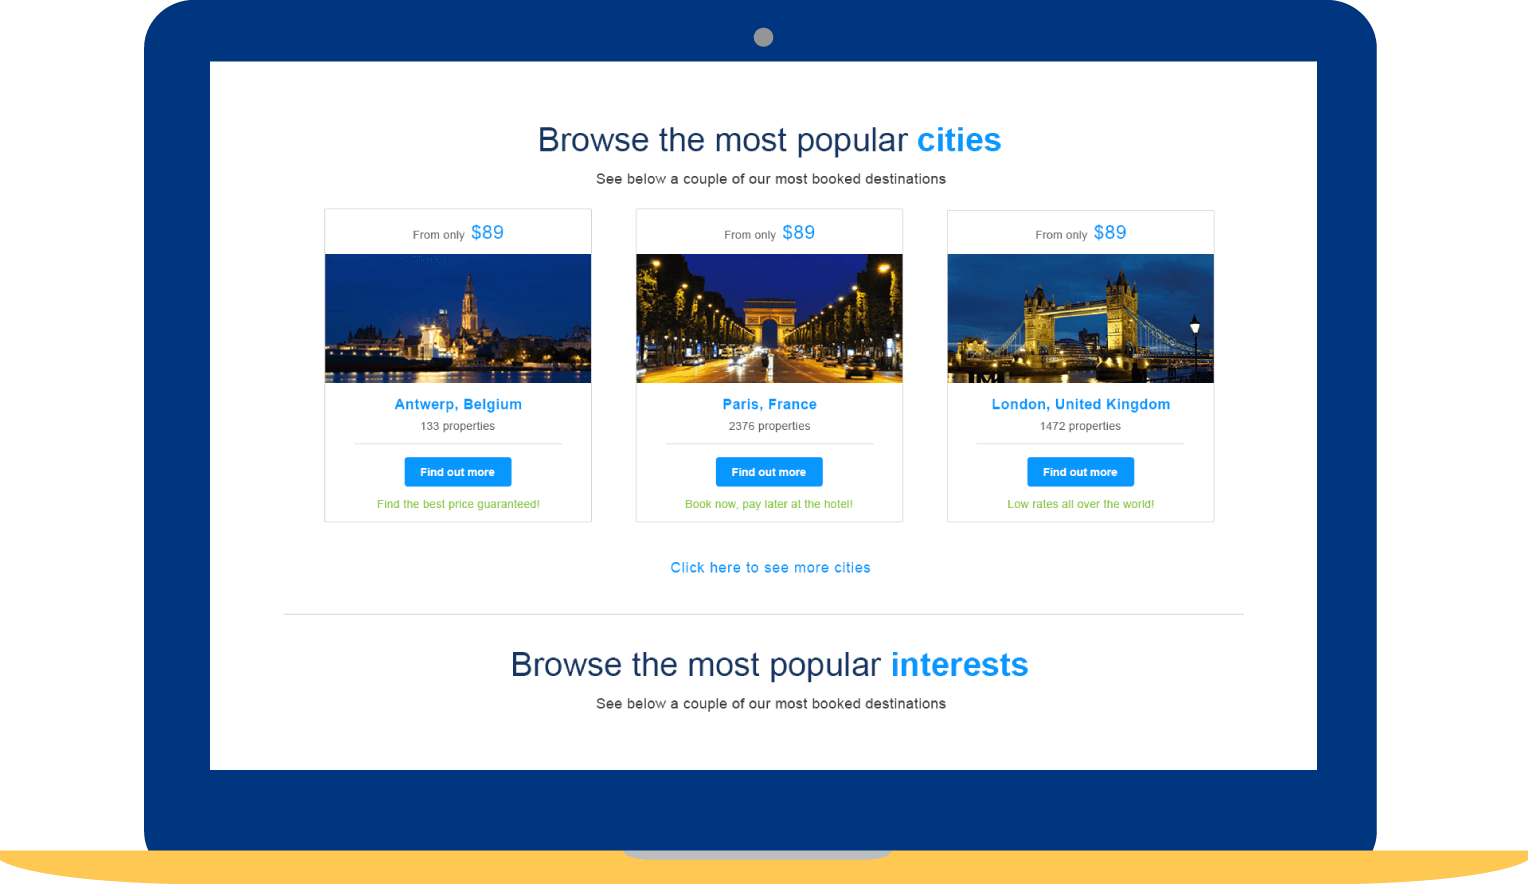 Browse the most popular cities
See below a couple of our most booked destinations
From only $89
Antwerp, Belgium
133 properties
Find out more
Find the best price guaranteed!
From only $89
Paris, France
2376 properties
Find out more
Book now, pay later at the hotel!
From only $89
London, United Kingdom
1472 properties
Find out more
Low rates all over the world!
Click here to see more cities
Browse the most popular interests
See below a couple of our most booked destinations